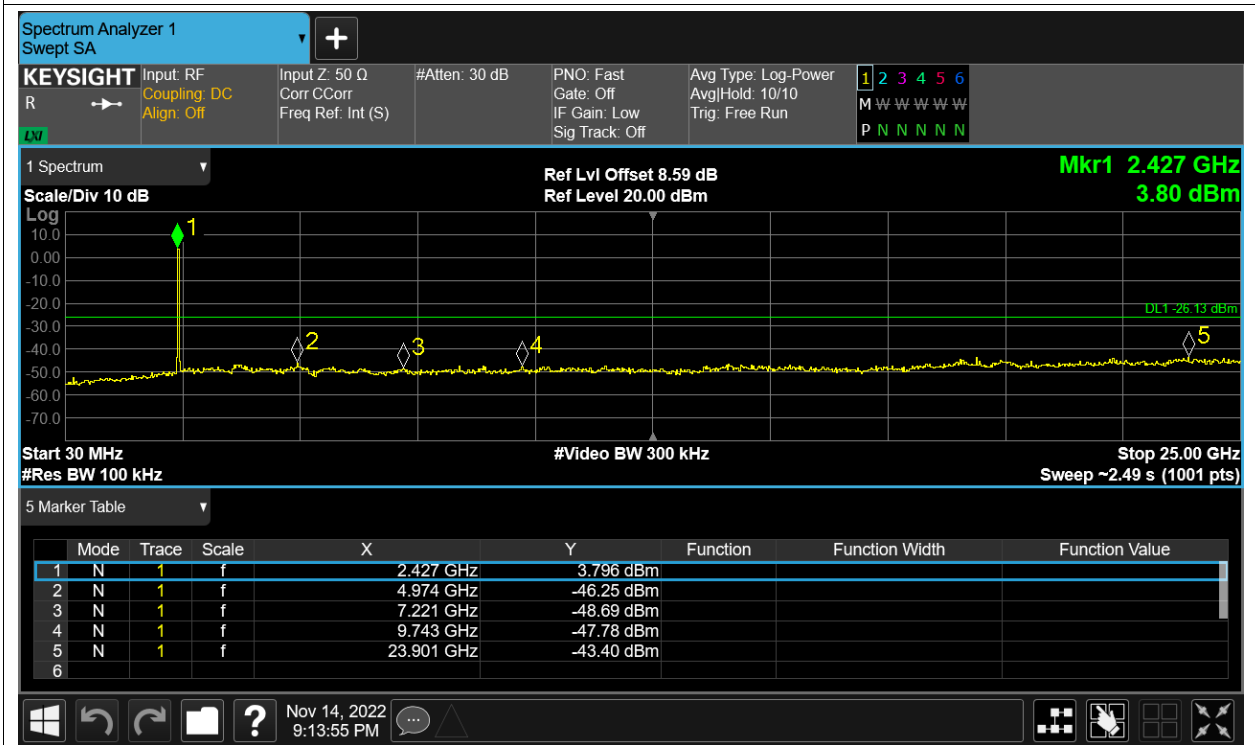 Spectrum Analyzer 1
Swept SA
KEYSIGHT
R
LXI
Input: RF
Coupling: DC
Align: Off
Input Z: 50 Ω
Corr CCorr
Freq Ref: Int (S)
#Atten: 30 dB
PNO: Fast
Gate: Off
IF Gain: Low
Sig Track: Off
Avg Type: Log-Power
Avg|Hold: 10/10
Trig: Free Run
1 2 3 4 5 6
M W W W W W
P N N N N N
1 Spectrum
Scale/Div 10 dB
Ref Lvl Offset 8.59 dB
Ref Level 20.00 dBm
Mkr1 2.427 GHz
3.80 dBm
Log
10.0
0.00
-10.0
-20.0
-30.0
-40.0
-50.0
-60.0
-70.0
1
2
3
4
5
DL1 -26.13 dBm
Start 30 MHz
#Res BW 100 kHz
#Video BW 300 kHz
Stop 25.00 GHz
Sweep ~2.49 s (1001 pts)
5 Marker Table
Mode Trace Scale X Y Function Function Width Function Value
1 N 1 f 2.427 GHz 3.796 dBm
2 N 1 f 4.974 GHz -46.25 dBm
3 N 1 f 7.221 GHz -48.69 dBm
4 N 1 f 9.743 GHz -47.78 dBm
5 N 1 f 23.901 GHz -43.40 dBm
6
?
Nov 14, 2022
9:13:55 PM